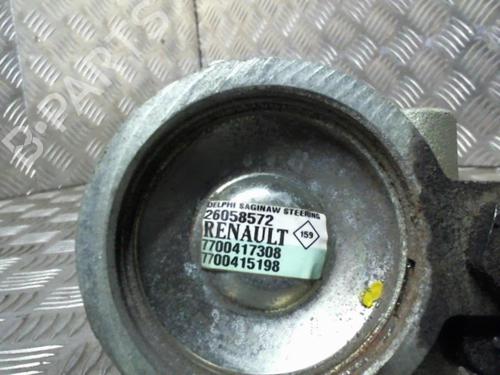 DELPHI SAGINAW STEERING
26058572
RENAULT 159
7700417308
7700415198
B-PARTS